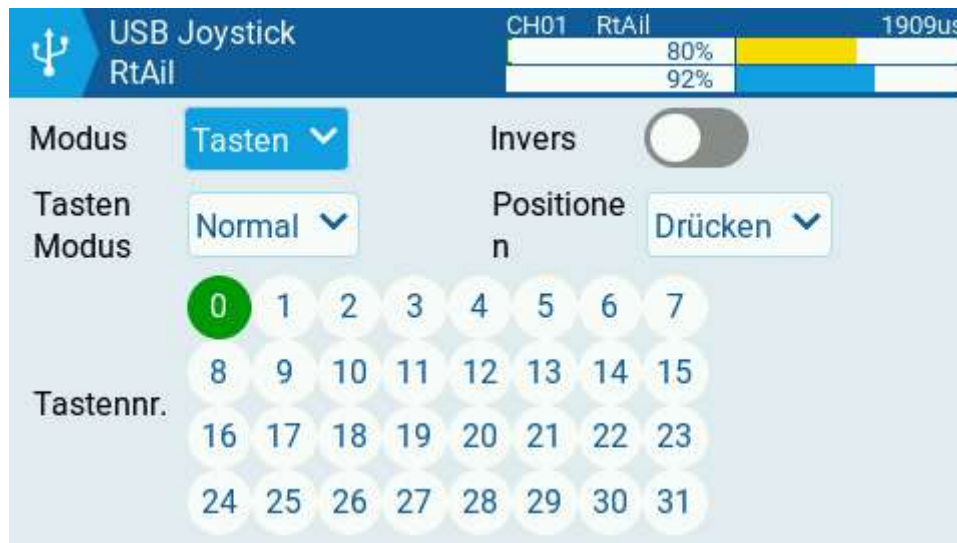 USB Joystick
RtAil
CH01 RtAil 1909us
80%
92%
Modus Tasten Invers
Tasten Modus Normal Positionen Drücken
0 1 2 3 4 5 6 7
8 9 10 11 12 13 14 15
Tastennr.
16 17 18 19 20 21 22 23
24 25 26 27 28 29 30 31